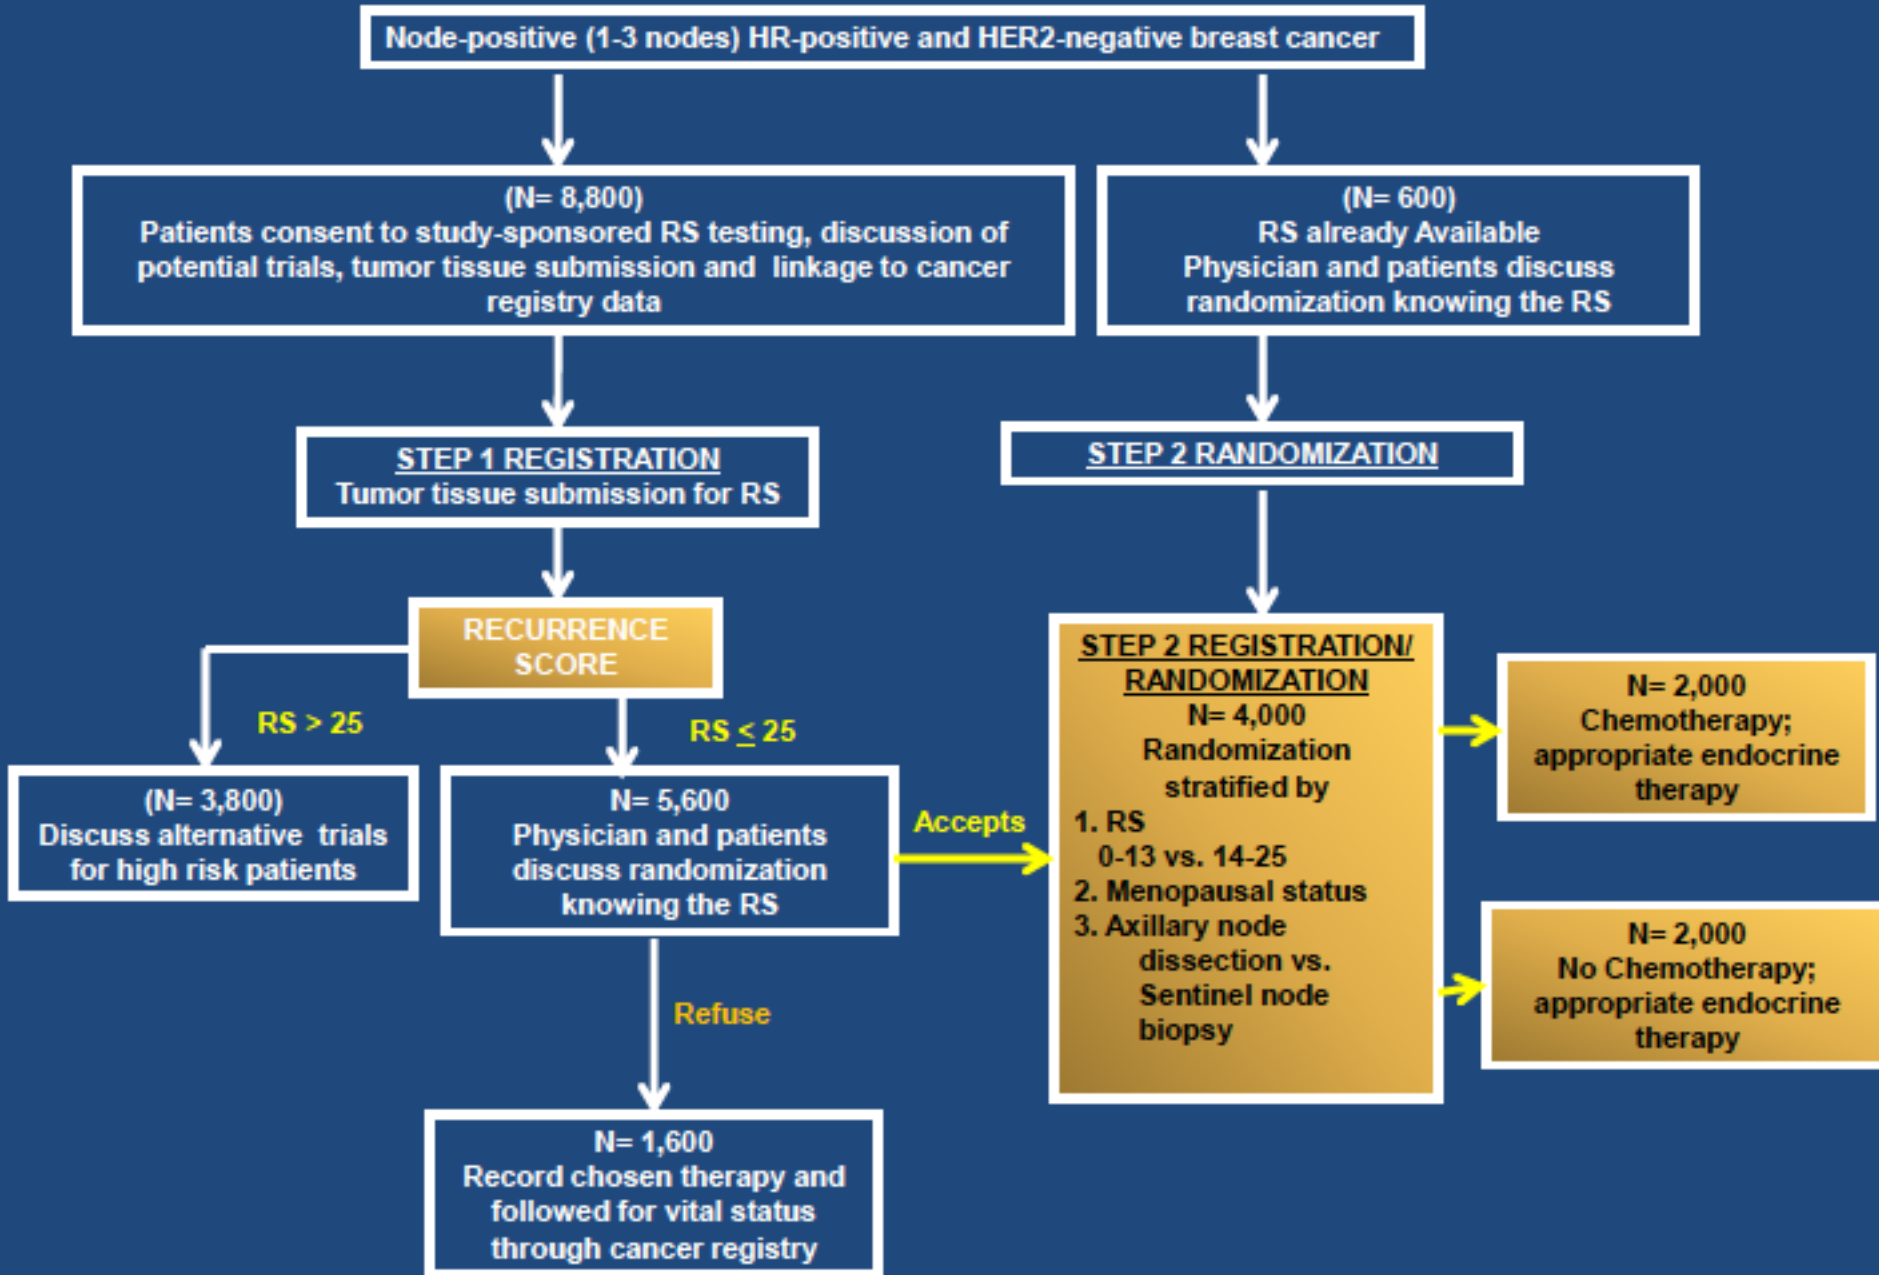 Node-positive (1-3 nodes) HR-positive and HER2-negative breast cancer
(N= 8,800)
Patients consent to study-sponsored RS testing, discussion of
potential trials, tumor tissue submission and linkage to cancer
registry data
(N= 600)
RS already Available
Physician and patients discuss
randomization knowing the RS
STEP 1 REGISTRATION
Tumor tissue submission for RS
STEP 2 RANDOMIZATION
RECURRENCE
SCORE
RS > 25
RS ≤ 25
(N= 3,800)
Discuss alternative trials
for high risk patients
N= 5,600
Physician and patients
discuss randomization
knowing the RS
Accepts
Refuse
N= 1,600
Record chosen therapy and
followed for vital status
through cancer registry
STEP 2 REGISTRATION/
RANDOMIZATION
N= 4,000
Randomization
stratified by
1. RS
0-13 vs. 14-25
2. Menopausal status
3. Axillary node
dissection vs.
Sentinel node
biopsy
N= 2,000
Chemotherapy;
appropriate endocrine
therapy
N= 2,000
No Chemotherapy;
appropriate endocrine
therapy